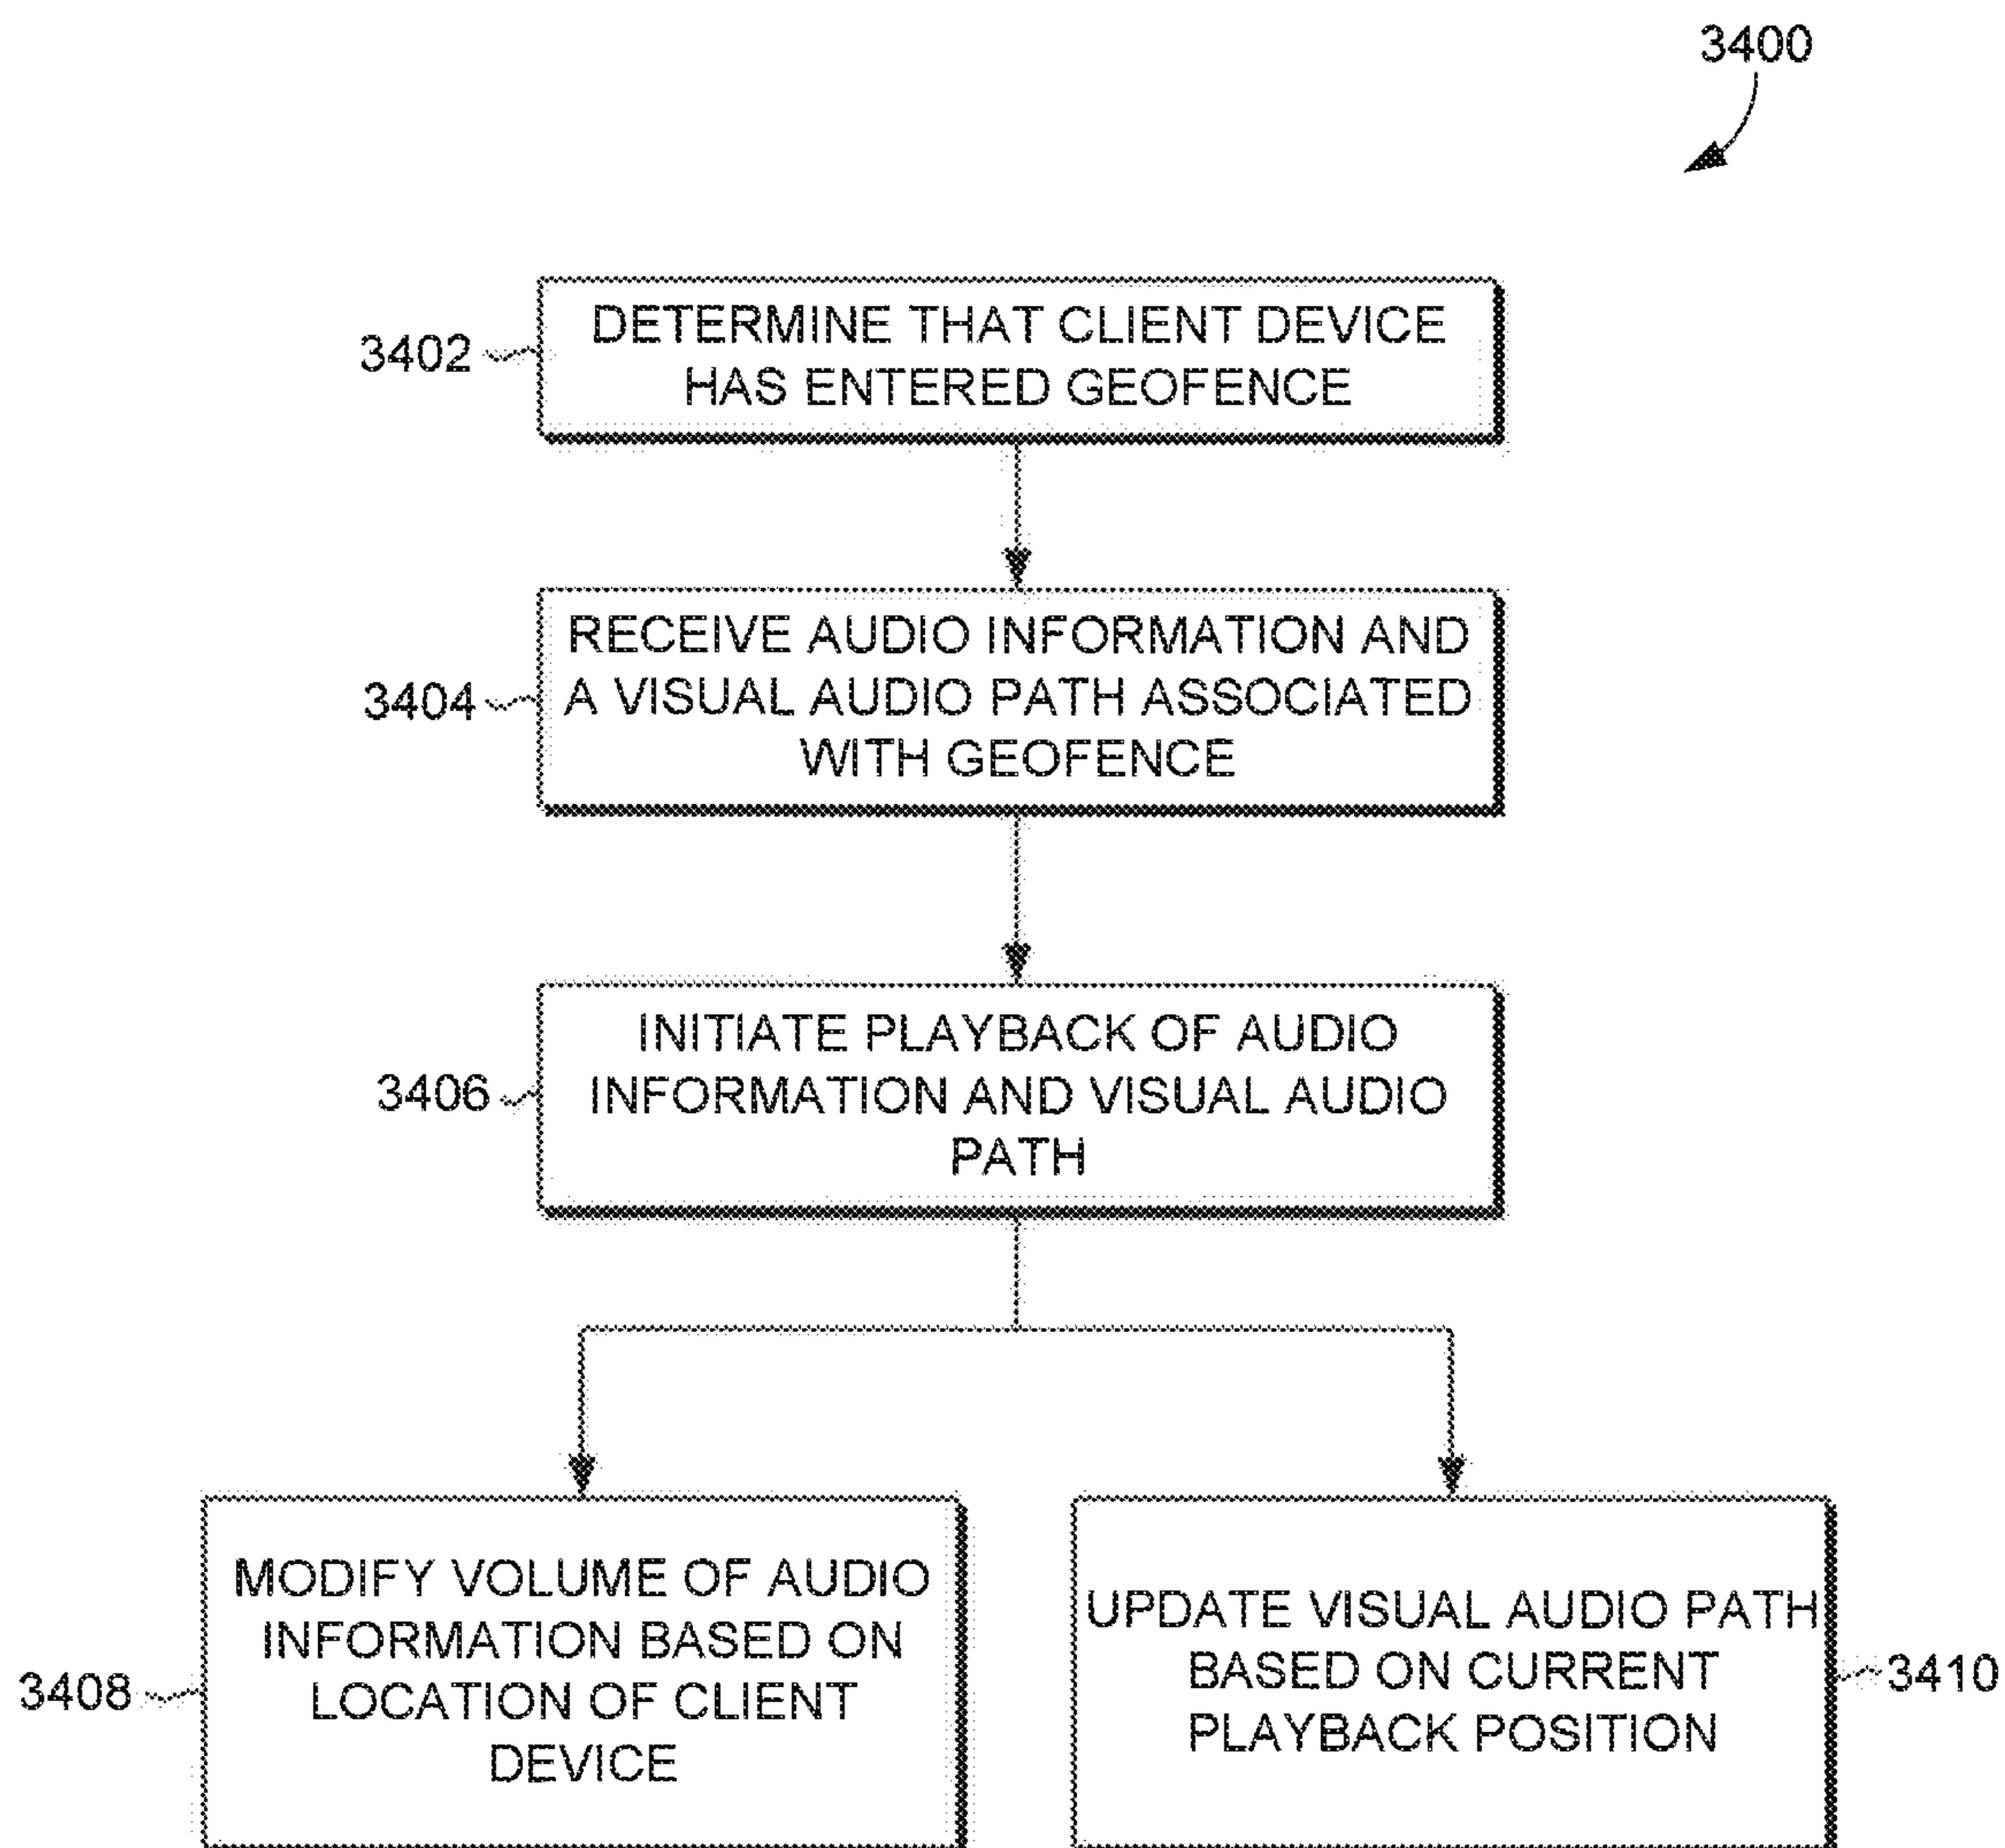 3400
3402
DETERMINE THAT CLIENT DEVICE
HAS ENTERED GEOFENCE
3404
RECEIVE AUDIO INFORMATION AND
A VISUAL AUDIO PATH ASSOCIATED
WITH GEOFENCE
3406
INITIATE PLAYBACK OF AUDIO
INFORMATION AND VISUAL AUDIO
PATH
3408
MODIFY VOLUME OF AUDIO
INFORMATION BASED ON
LOCATION OF CLIENT
DEVICE
UPDATE VISUAL AUDIO PATH
BASED ON CURRENT
PLAYBACK POSITION
3410